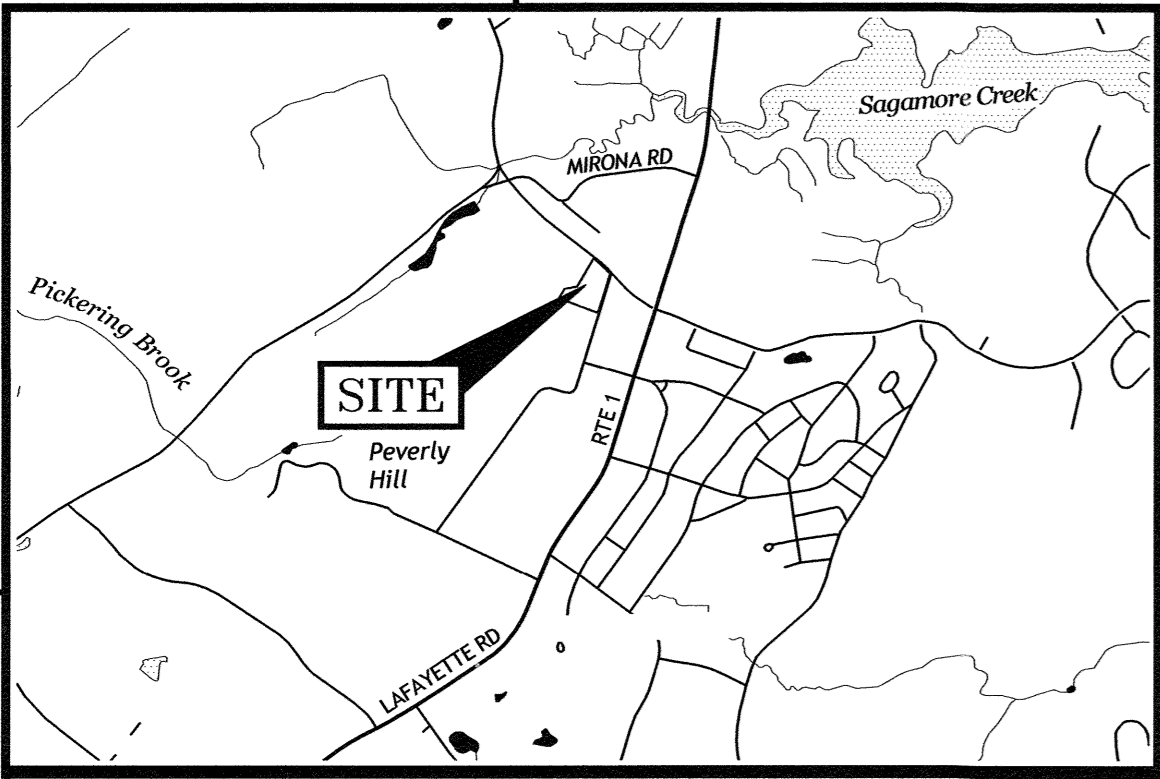 Sagamore Creek
MIRONA RD
Pickering Brook
SITE
RTE 1
Peverly
Hill
LAFAYETTE RD